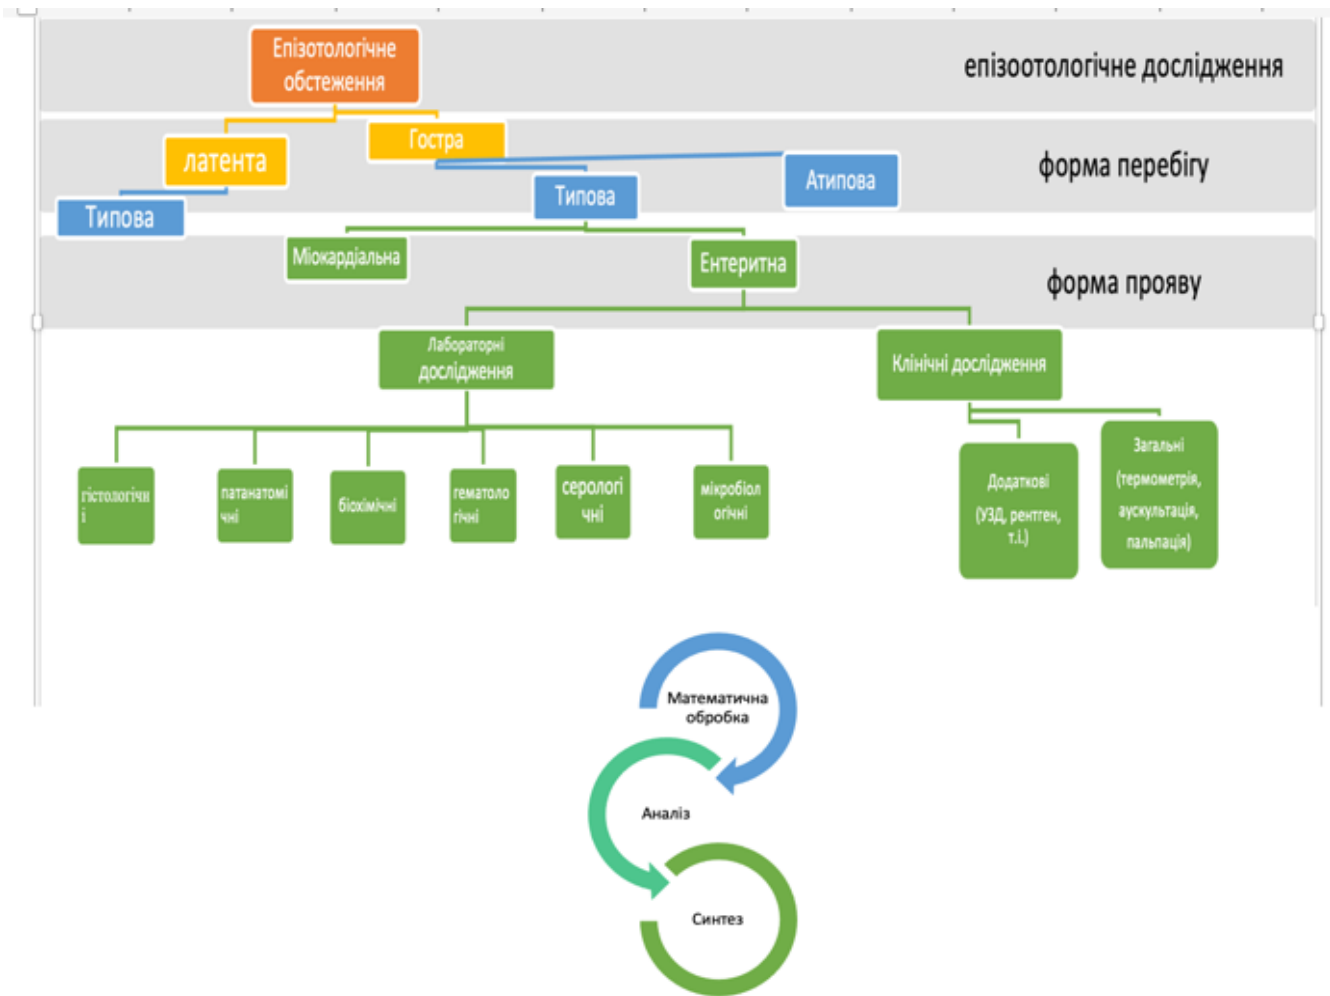 Епізотологічне
обстеження
епізоотологічне дослідження
латента
Гостра
Типова
Типова
Атипова
форма перебігу
Міокардіальна
Ентеритна
форма прояву
Лабораторні
дослідження
Клінічні дослідження
гістологічн
і
патанатомі
чні
біохімічні
гематоло
гічні
серологі
чні
мікробіол
огічні
Додаткові
(УЗД, рентген,
т.і.)
Загальні
(термометрія,
аускультація,
пальпація)
Математична
обробка
Аналіз
Синтез